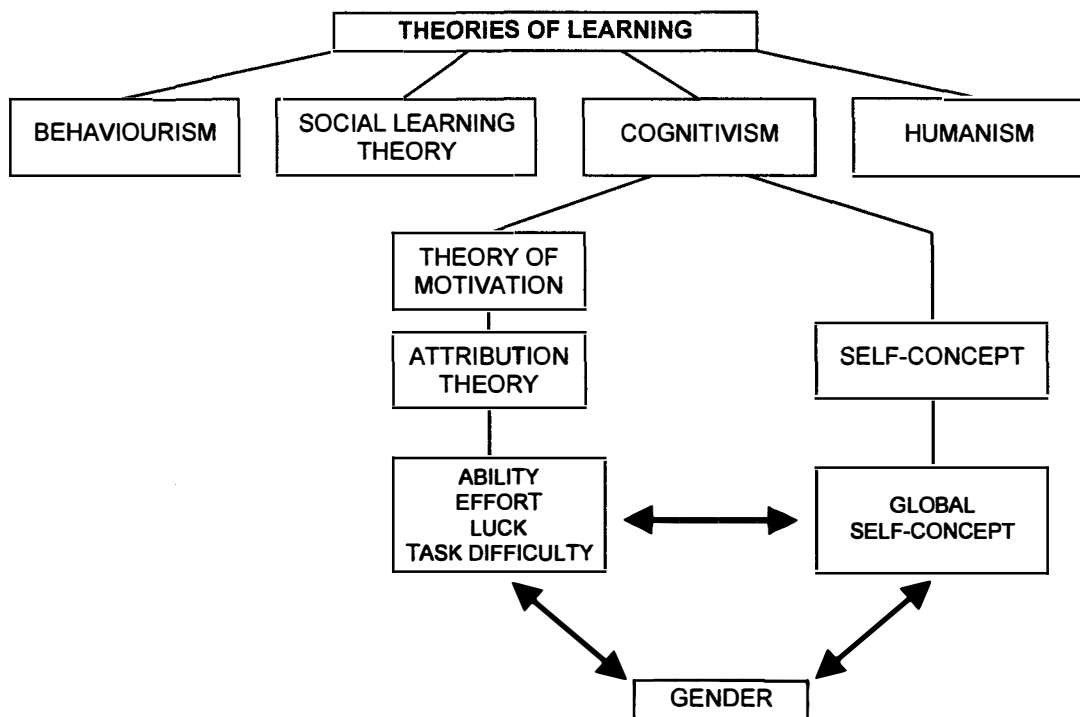 THEORIES OF LEARNING
BEHAVIOURISM
SOCIAL LEARNING
THEORY
COGNITIVISM
HUMANISM
THEORY OF
MOTIVATION
ATTRIBUTION
THEORY
SELF-CONCEPT
ABILITY
EFFORT
LUCK
TASK DIFFICULTY
GLOBAL
SELF-CONCEPT
GENDER